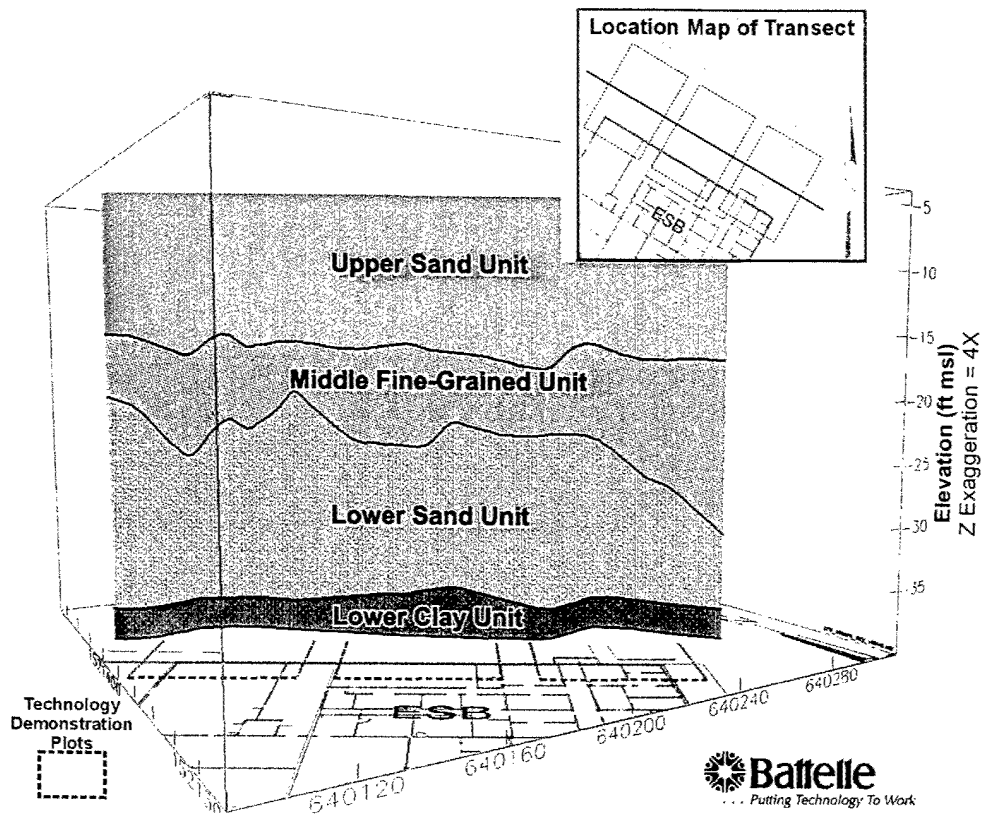 Location Map of Transect
ESB
Upper Sand Unit
Middle Fine-Grained Unit
Lower Sand Unit
Lower Clay Unit
-5
-10
-15
-20
-25
-30
Elevation (ft msl)
Z Exaggeration = 4X
ESB
Technology
Demonstration
Plots
640120
640160
640200
640240
640280
Battelle
. . . Putting Technology To Work